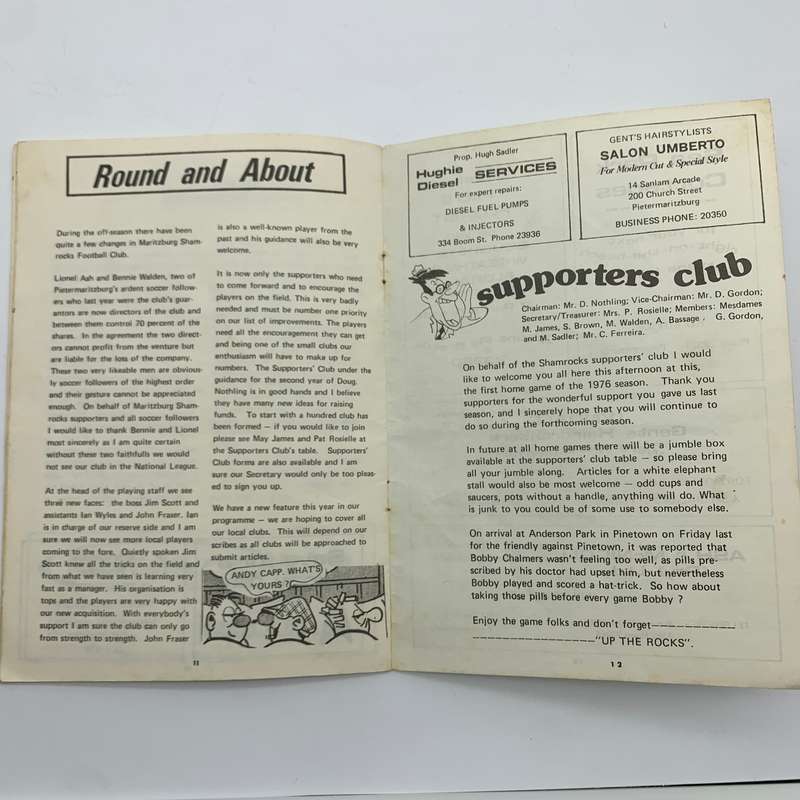 Round and About
During the off-season there have been
quite a few changes in Maritzburg Sham-
rocks Football Club.
Lionel Ash and Bennie Walden, two of
Pietermaritzburg's ardent soccer follow-
ers who last year were the club's guar-
antors are now directors of the club and
between them control 70 percent of the
shares. In the agreement the two direct-
ors cannot profit from the venture but
are liable for the loss of the company.
These two very likeable men are obvious-
ly soccer followers of the highest order
and their gesture cannot be appreciated
enough. On behalf of Maritzburg Sham-
rocks supporters and all soccer followers
I would like to thank Bennie and Lionel
most sincerely as I am quite certain
without these two faithfulls we would
not see our club in the National League.
At the head of the playing staff we see
three new faces: the boss Jim Scott and
assistants Ian Wyles and John Fraser. Ian
is in charge of our reserve side and I am
sure we will now see more local players
coming to the fore. Quietly spoken Jim
Scott knew all the tricks on the field and
from what we have seen is learning very
fast as a manager. His organisation is
tops and the players are very happy with
our new acquisition. With everybody's
support I am sure the club can only go
from strength to strength. John Fraser
is also a well-known player from the
past and his guidance will also be very
welcome.
It is now only the supporters who need
to come forward and to encourage the
players on the field. This is very badly
needed and must be number one priority
on our list of improvements. The players
need all the encouragement they can get
and being one of the small clubs our
enthusiasm will have to make up for
numbers. The Supporters' Club under the
guidance for the second year of Doug.
Nothling is in good hands and I believe
they have many new ideas for raising
funds. To start with a hundred club has
been formed — if you would like to join
please see May James and Pat Rosielle at
the Supporters Club's table. Supporters'
Club forms are also available and I am
sure our Secretary would only be too pleas-
ed to sign you up.
We have a new feature this year in our
programme — we are hoping to cover all
our local clubs. This will depend on our
scribes as all clubs will be approached to
submit articles.
ANDY CAPP. WHAT'S
YOURS?
11
Prop. Hugh Sadler
Hughie
Diesel SERVICES
For expert repairs:
DIESEL FUEL PUMPS
& INJECTORS
334 Boom St. Phone 23936
GENT'S HAIRSTYLISTS
SALON UMBERTO
For Modern Cut & Special Style
14 Sanlam Arcade
200 Church Street
Pietermaritzburg
BUSINESS PHONE: 20350
supporters club
Chairman: Mr. D. Nothling; Vice-Chairman: Mr. D. Gordon;
Secretary/Treasurer: Mrs. P. Rosielle; Members: Mesdames
M. James, S. Brown, M. Walden, A. Bassage . G. Gordon,
and M. Sadler; Mr. C. Ferreira.
On behalf of the Shamrocks supporters' club I would
like to welcome you all here this afternoon at this,
the first home game of the 1976 season. Thank you
supporters for the wonderful support you gave us last
season, and I sincerely hope that you will continue to
do so during the forthcoming season.
In future at all home games there will be a jumble box
available at the supporters' club table — so please bring
all your jumble along. Articles for a white elephant
stall would also be most welcome — odd cups and
saucers, pots without a handle, anything will do. What
is junk to you could be of some use to somebody else.
On arrival at Anderson Park in Pinetown on Friday last
for the friendly against Pinetown, it was reported that
Bobby Chalmers wasn't feeling too well, as pills pre-
scribed by his doctor had upset him, but nevertheless
Bobby played and scored a hat-trick. So how about
taking those pills before every game Bobby ?
Enjoy the game folks and don't forget-----------
----------------"UP THE ROCKS".
12